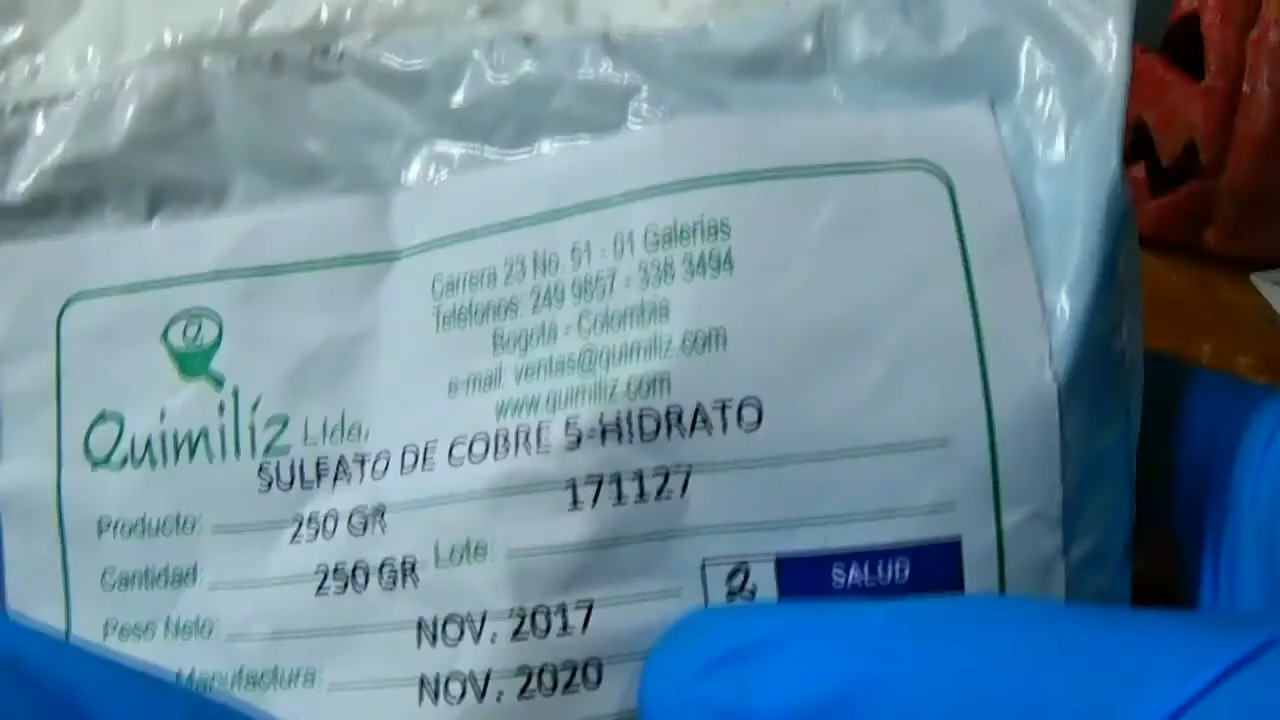 Carrera 23 No. 51 - 01 Galerías
Teléfonos: 249 9857 - 338 3494
Bogotá - Colombia
e-mail: ventas@quimiliz.com
www.quimiliz.com
Quimilíz Ltda.
SULFATO DE COBRE 5-HIDRATO
Producto:
250 GR
171127
Cantidad:
Lote:
250 GR
Peso Neto:
NOV. 2017
Manufactura:
NOV. 2020
2 SALUD